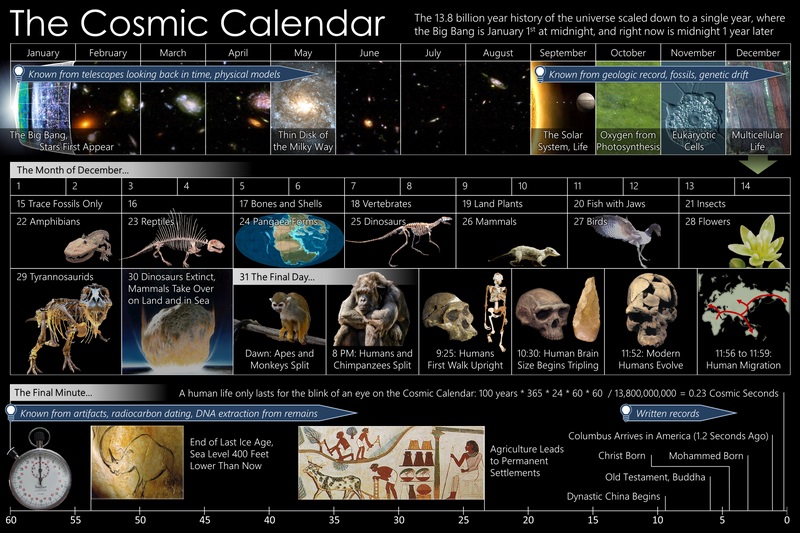 The Cosmic Calendar
The 13.8 billion year history of the universe scaled down to a single year, where
the Big Bang is January 1st at midnight, and right now is midnight 1 year later
January February March April May June July August September October November December
Known from telescopes looking back in time, physical models
Known from geologic record, fossils, genetic drift
The Big Bang,
Stars First Appear
Thin Disk of
the Milky Way
The Solar
System, Life
Oxygen from
Photosynthesis
Eukaryotic
Cells
Multicellular
Life
The Month of December...
1 2 3 4 5 6 7 8 9 10 11 12 13 14
15 Trace Fossils Only 16 17 Bones and Shells 18 Vertebrates 19 Land Plants 20 Fish with Jaws 21 Insects
22 Amphibians 23 Reptiles 24 Pangaea Forms 25 Dinosaurs 26 Mammals 27 Birds 28 Flowers
29 Tyrannosaurids
30 Dinosaurs Extinct,
Mammals Take Over
on Land and in Sea
31 The Final Day...
Dawn: Apes and
Monkeys Split
8 PM: Humans and
Chimpanzees Split
9:25: Humans
First Walk Upright
10:30: Human Brain
Size Begins Tripling
11:52: Modern
Humans Evolve
11:56 to 11:59:
Human Migration
The Final Minute...
A human life only lasts for the blink of an eye on the Cosmic Calendar: 100 years * 365 * 24 * 60 * 60 / 13,800,000,000 = 0.23 Cosmic Seconds
Known from artifacts, radiocarbon dating, DNA extraction from remains
Written records
End of Last Ice Age,
Sea Level 400 Feet
Lower Than Now
Agriculture Leads
to Permanent
Settlements
Columbus Arrives in America (1.2 Seconds Ago)
Christ Born
Mohammed Born
Old Testament, Buddha
Dynastic China Begins
60 55 50 45 40 35 30 25 20 15 10 5 0